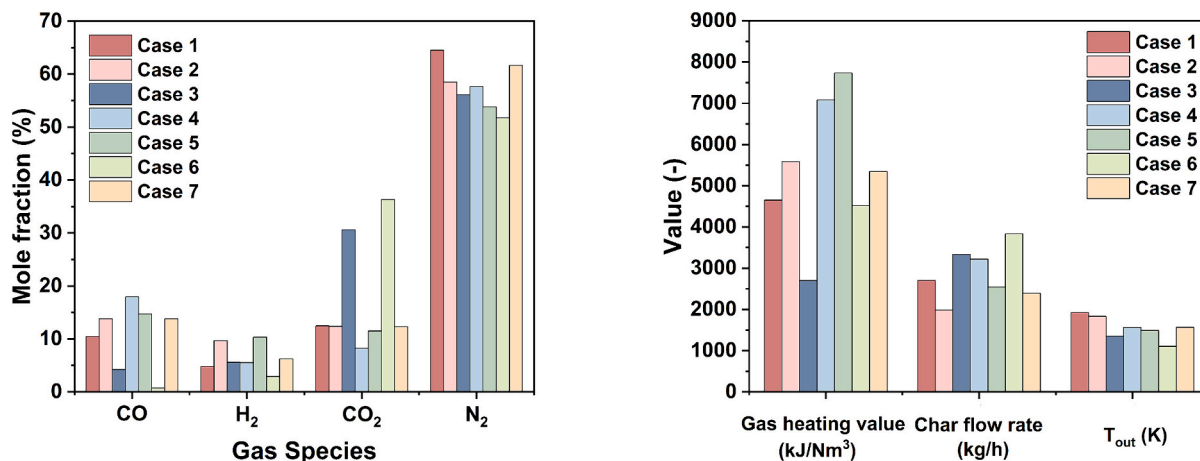 70
60
50
40
30
20
10
0
Mole fraction (%)
Case 1
Case 2
Case 3
Case 4
Case 5
Case 6
Case 7
CO
H₂
CO₂
N₂
Gas Species
9000
8000
7000
6000
5000
4000
3000
2000
1000
0
Value (-)
Case 1
Case 2
Case 3
Case 4
Case 5
Case 6
Case 7
Gas heating value
(kJ/Nm³)
Char flow rate
(kg/h)
T_out (K)